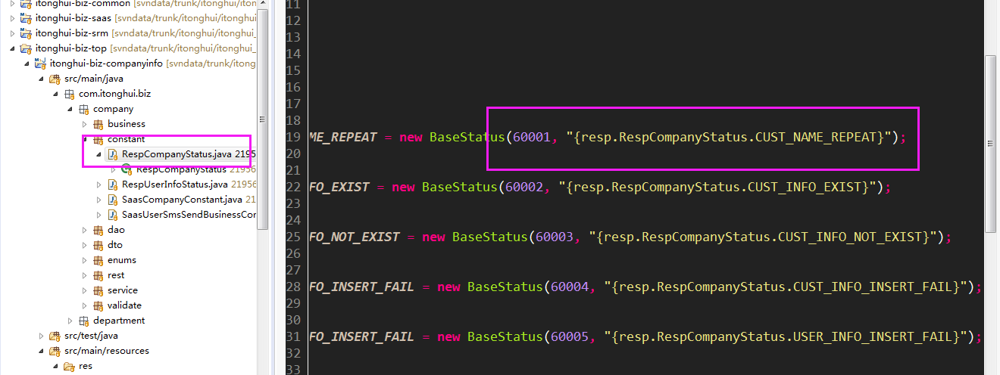 itonghui-biz-common [svndata/trunk/itonghui/itong
itonghui-biz-saas [svndata/trunk/itonghui/itonghui_
itonghui-biz-srm [svndata/trunk/itonghui/itonghui_
itonghui-biz-top [svndata/trunk/itonghui/itonghui_
itonghui-biz-companyinfo [svndata/trunk/itong
src/main/java
com.itonghui.biz
company
business
constant
RespCompanyStatus.java 2195
RespCompanyStatus 21956
RespUserInfoStatus.java 21956
SaasCompanyConstant.java 21
SaasUserSmsSendBusinessCor
dao
dto
enums
rest
service
validate
department
src/test/java
src/main/resources
res
11
12
13
14
15
16
17
18
19 ME_REPEAT = new BaseStatus(60001, "{resp.RespCompanyStatus.CUST_NAME_REPEAT}");
20
21
22 FO_EXIST = new BaseStatus(60002, "{resp.RespCompanyStatus.CUST_INFO_EXIST}");
23
24
25 FO_NOT_EXIST = new BaseStatus(60003, "{resp.RespCompanyStatus.CUST_INFO_NOT_EXIST}");
26
27
28 FO_INSERT_FAIL = new BaseStatus(60004, "{resp.RespCompanyStatus.CUST_INFO_INSERT_FAIL}");
29
30
31 FO_INSERT_FAIL = new BaseStatus(60005, "{resp.RespCompanyStatus.USER_INFO_INSERT_FAIL}");
32
33